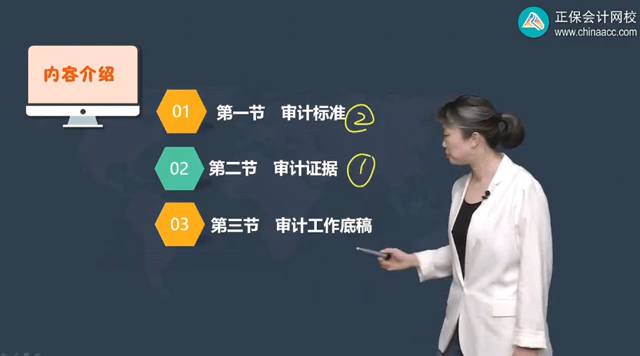 正保会计网校
www.chinaacc.com
内容介绍
01 第一节 审计标准 ②
02 第二节 审计证据 ①
03 第三节 审计工作底稿